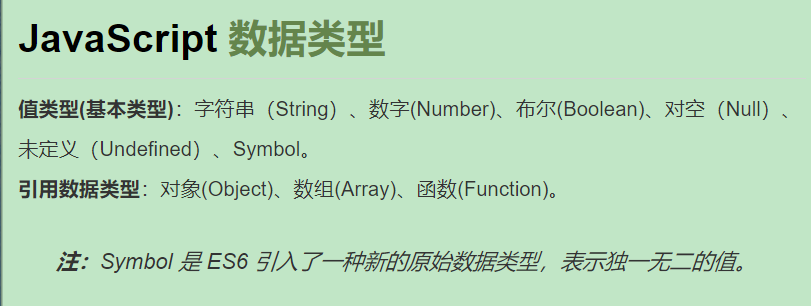 JavaScript 数据类型
值类型(基本类型)：字符串（String）、数字(Number)、布尔(Boolean)、对空（Null）、
未定义（Undefined）、Symbol。
引用数据类型：对象(Object)、数组(Array)、函数(Function)。
注：Symbol 是 ES6 引入了一种新的原始数据类型，表示独一无二的值。